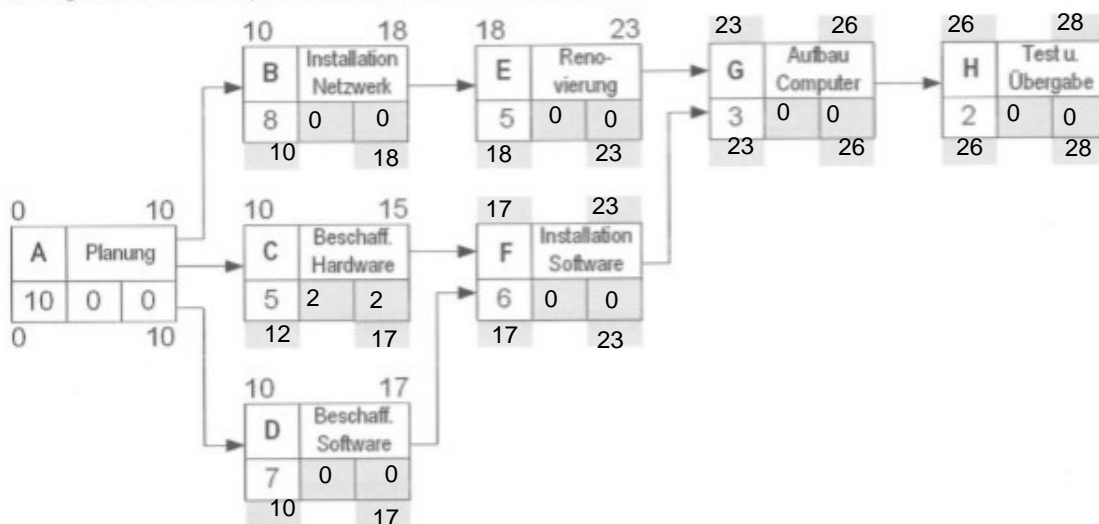 10 18
B Installation
Netzwerk
8 0 0
10 18
18 23
E Reno-
vierung
5 0 0
18 23
23 26
G Aufbau
Computer
3 0 0
23 26
26 28
H Test u.
Übergabe
2 0 0
26 28
0 10
A Planung
10 0 0
0 10
10 15
C Beschaff.
Hardware
5 2 2
12 17
17 23
F Installation
Software
6 0 0
17 23
10 17
D Beschaff.
Software
7 0 0
10 17